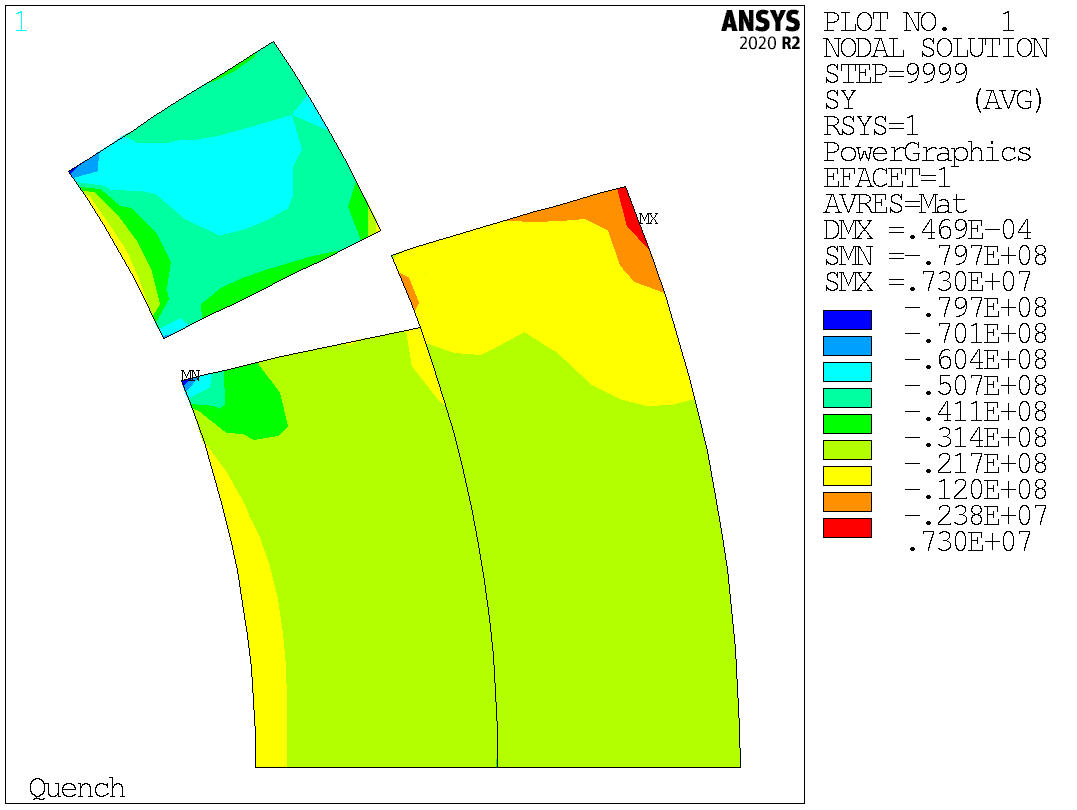 1
ANSYS
2020 R2
PLOT NO. 1
NODAL SOLUTION
STEP=9999
SY (AVG)
RSYS=1
PowerGraphics
EFACET=1
AVRES=Mat
DMX =.469E-04
SMN =-.797E+08
SMX =.730E+07
-.797E+08
-.701E+08
-.604E+08
-.507E+08
-.411E+08
-.314E+08
-.217E+08
-.120E+08
-.238E+07
.730E+07
MX
MN
Quench